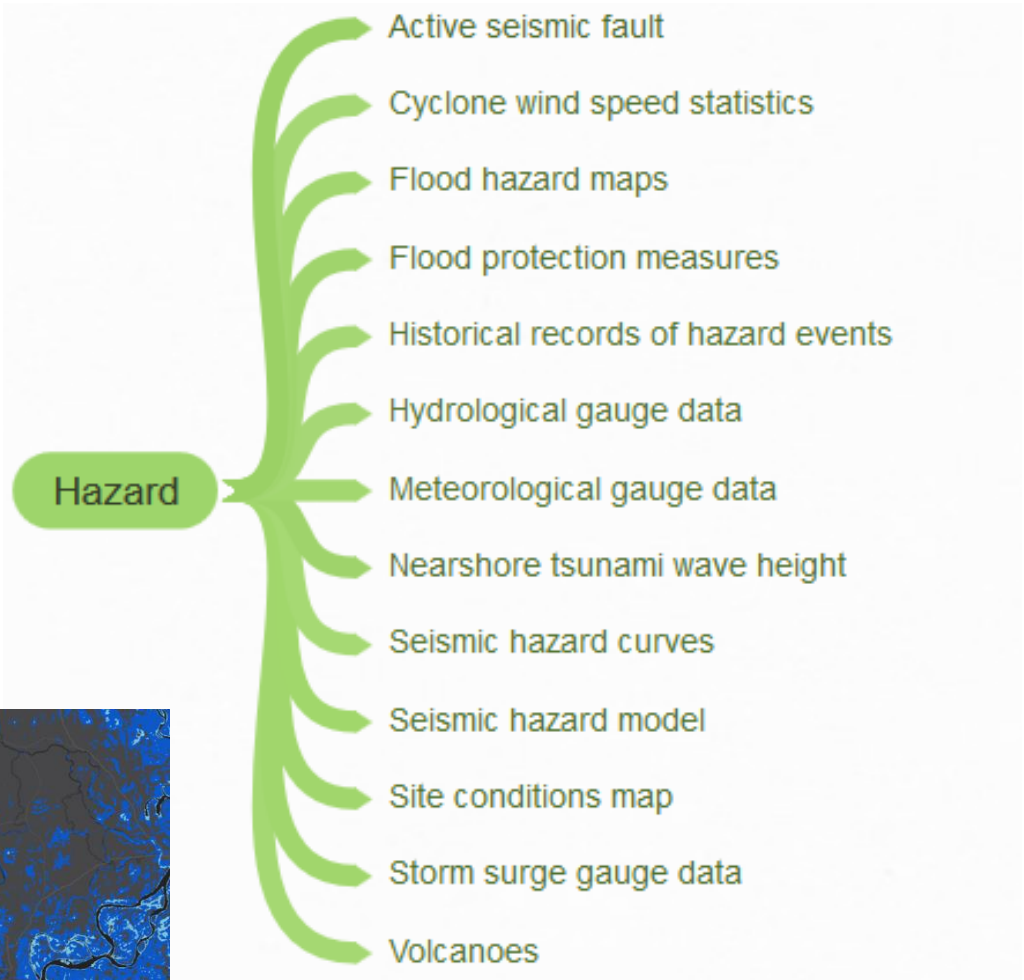 Active seismic fault
Cyclone wind speed statistics
Flood hazard maps
Flood protection measures
Historical records of hazard events
Hydrological gauge data
Hazard
Meteorological gauge data
Nearshore tsunami wave height
Seismic hazard curves
Seismic hazard model
Site conditions map
Storm surge gauge data
Volcanoes